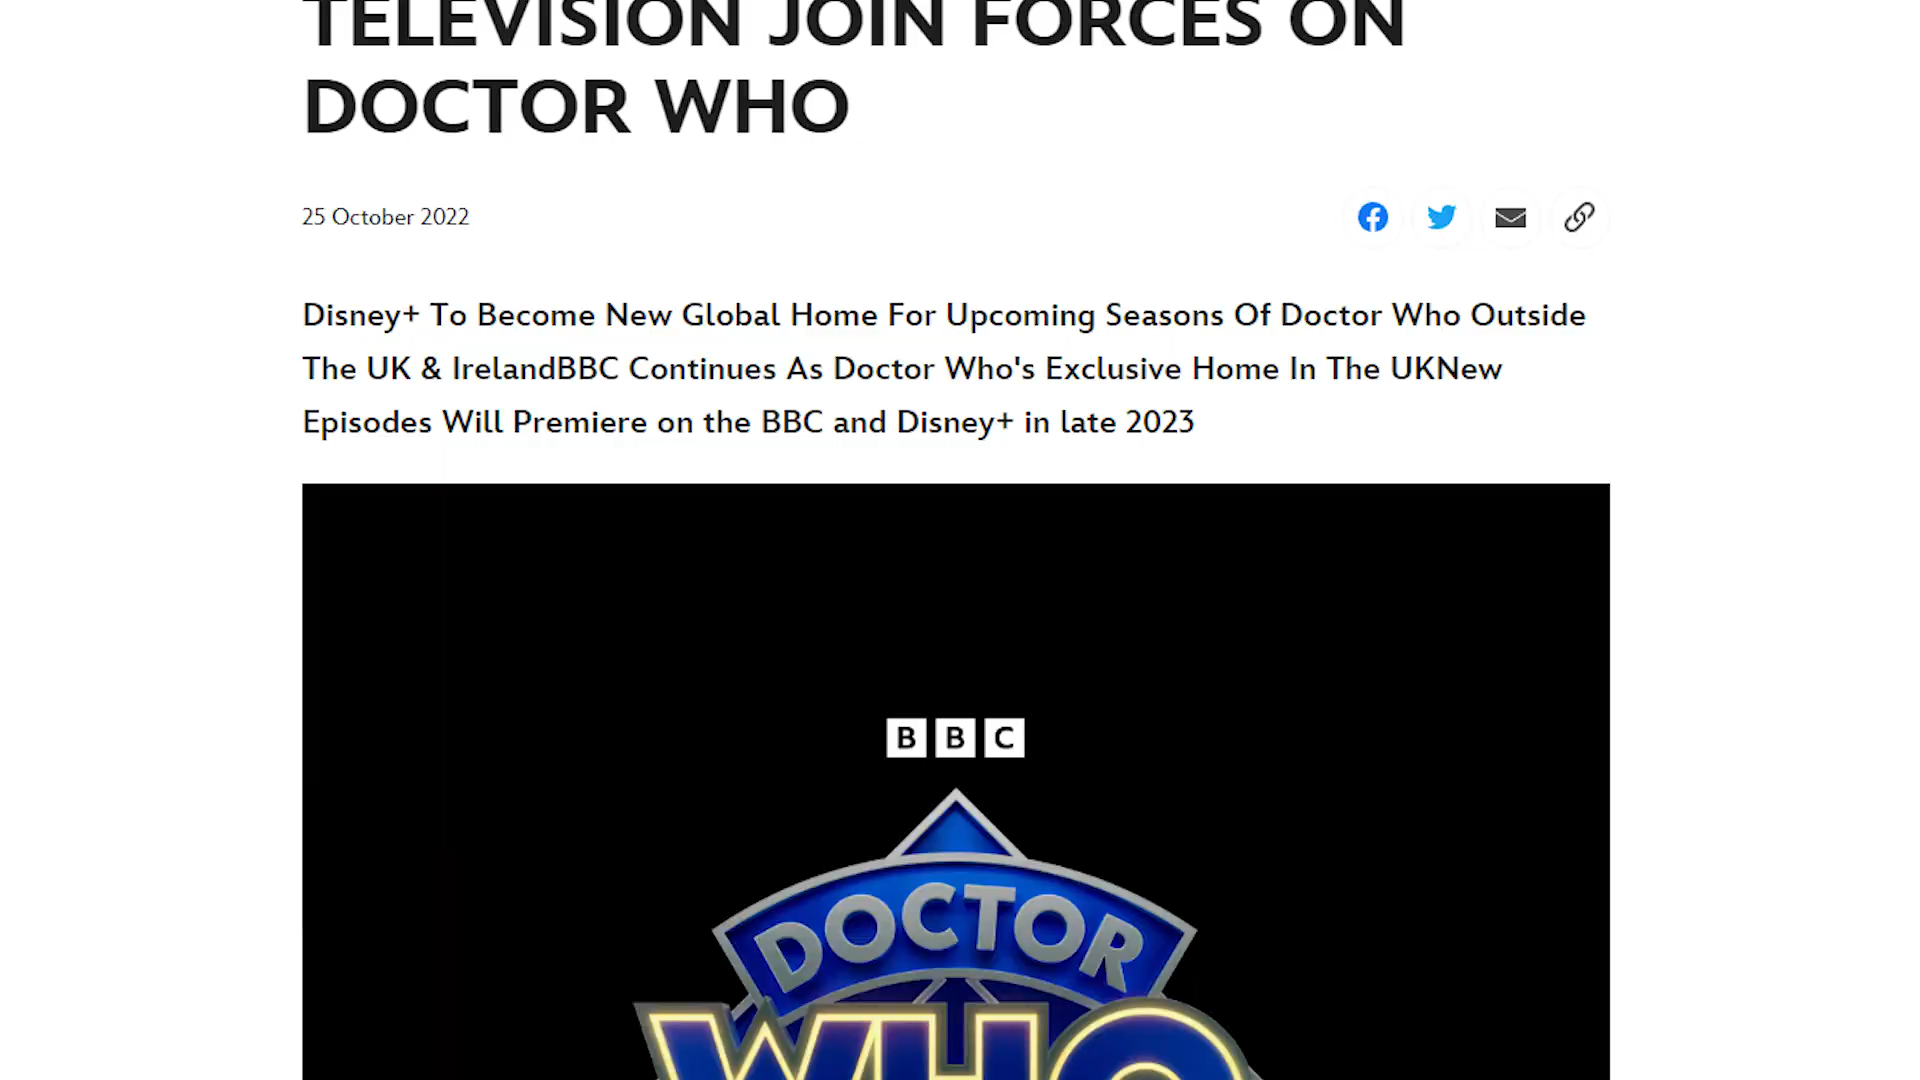 TELEVISION JOIN FORCES ON
DOCTOR WHO
25 October 2022
Disney+ To Become New Global Home For Upcoming Seasons Of Doctor Who Outside
The UK & IrelandBBC Continues As Doctor Who's Exclusive Home In The UKNew
Episodes Will Premiere on the BBC and Disney+ in late 2023
BBC
DOCTOR
WHO